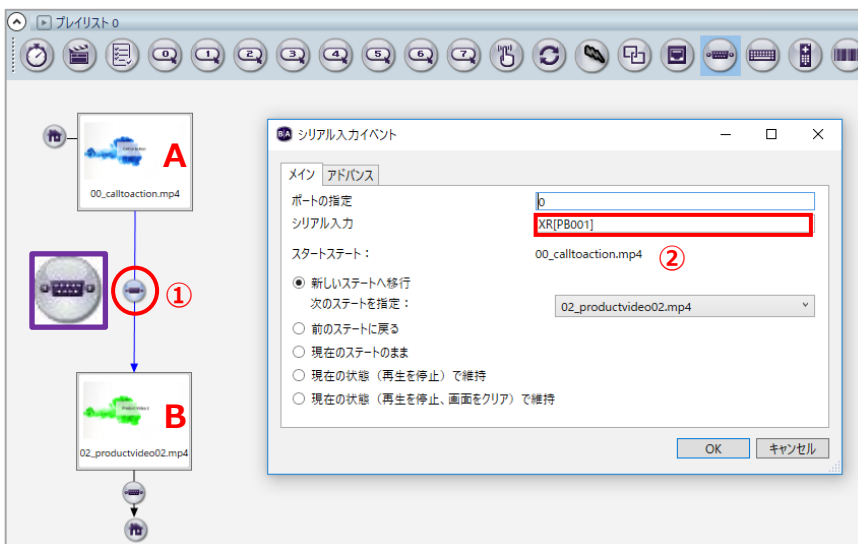 プレイリスト 0
0
1
2
3
4
5
6
7
A
00_calltoaction.mp4
①
B
02_productvideo02.mp4
BA シリアル入力イベント
メイン
アドバンス
ポートの指定
0
シリアル入力
XR[PB001]
スタートステート：
00_calltoaction.mp4
②
新しいステートへ移行
次のステートを指定：
02_productvideo02.mp4
前のステートに戻る
現在のステートのまま
現在の状態（再生を停止）で維持
現在の状態（再生を停止、画面をクリア）で維持
OK
キャンセル